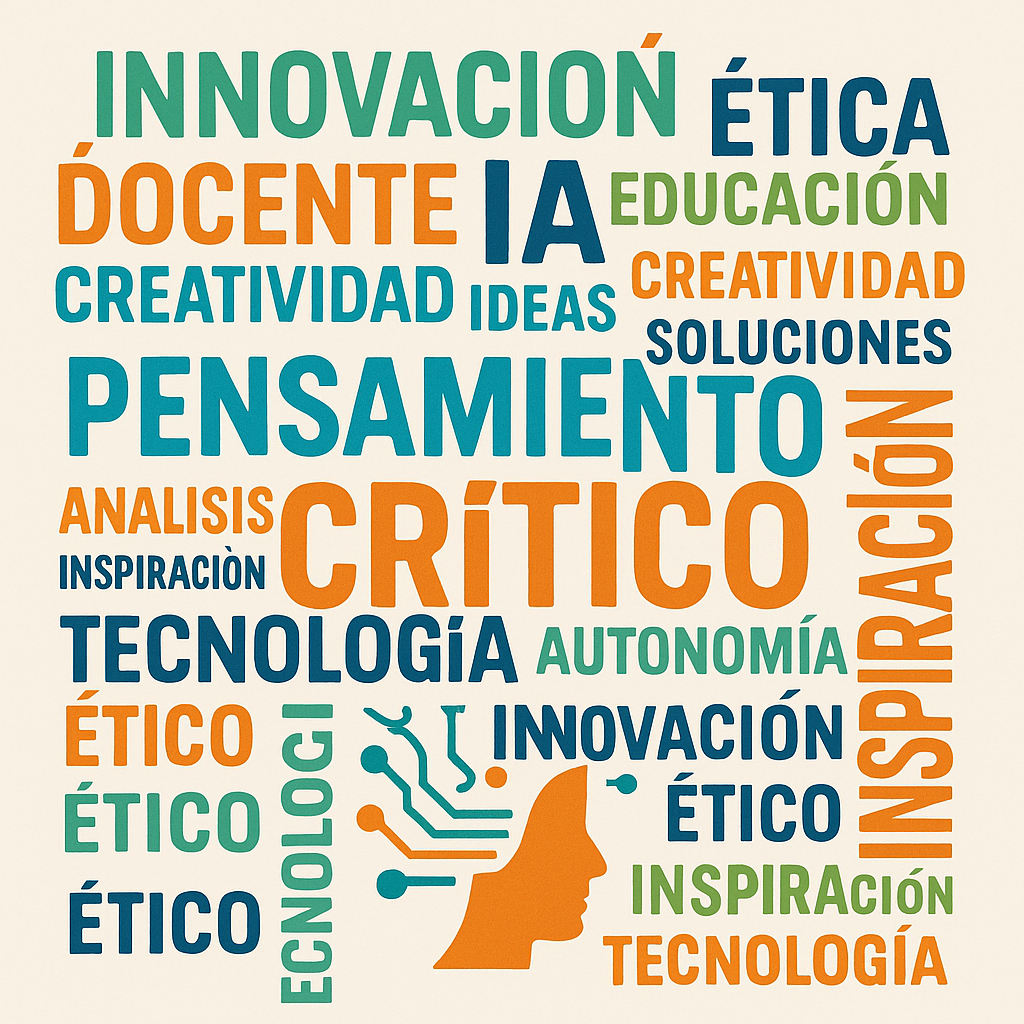 INNOVACIOŃ
ÉTICA
D́OCENTE
IA
EDUCACIÓN
CREATIVIDAD
IDEAS
CREATIVIDAD
SOLUCIONES
PENSAMIENTO
ANALISIS
CRíTICO
INSPIRACIÒN
INSPIRACIÓN
TECNOLOGíA
AUTONOMÍA
ÉTICO
ECNOLOGI
INNOVACIÓN
ÉTICO
ÉTICO
INSPIRACIÓN
ÉTICO
TECNOLOGÍA